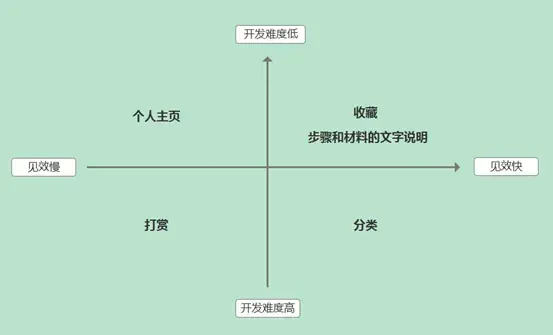 开发难度低
个人主页
收藏
步骤和材料的文字说明
见效慢
见效快
打赏
分类
开发难度高